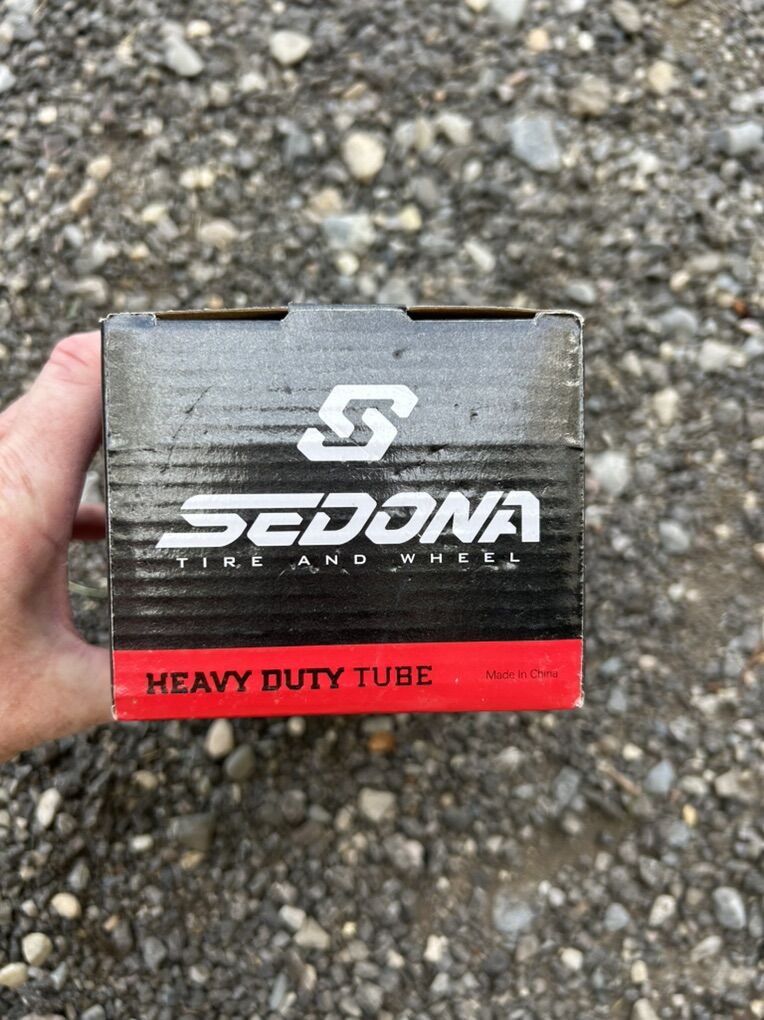 S
SEDONA
TIRE AND WHEEL
HEAVY DUTY TUBE
Made In China